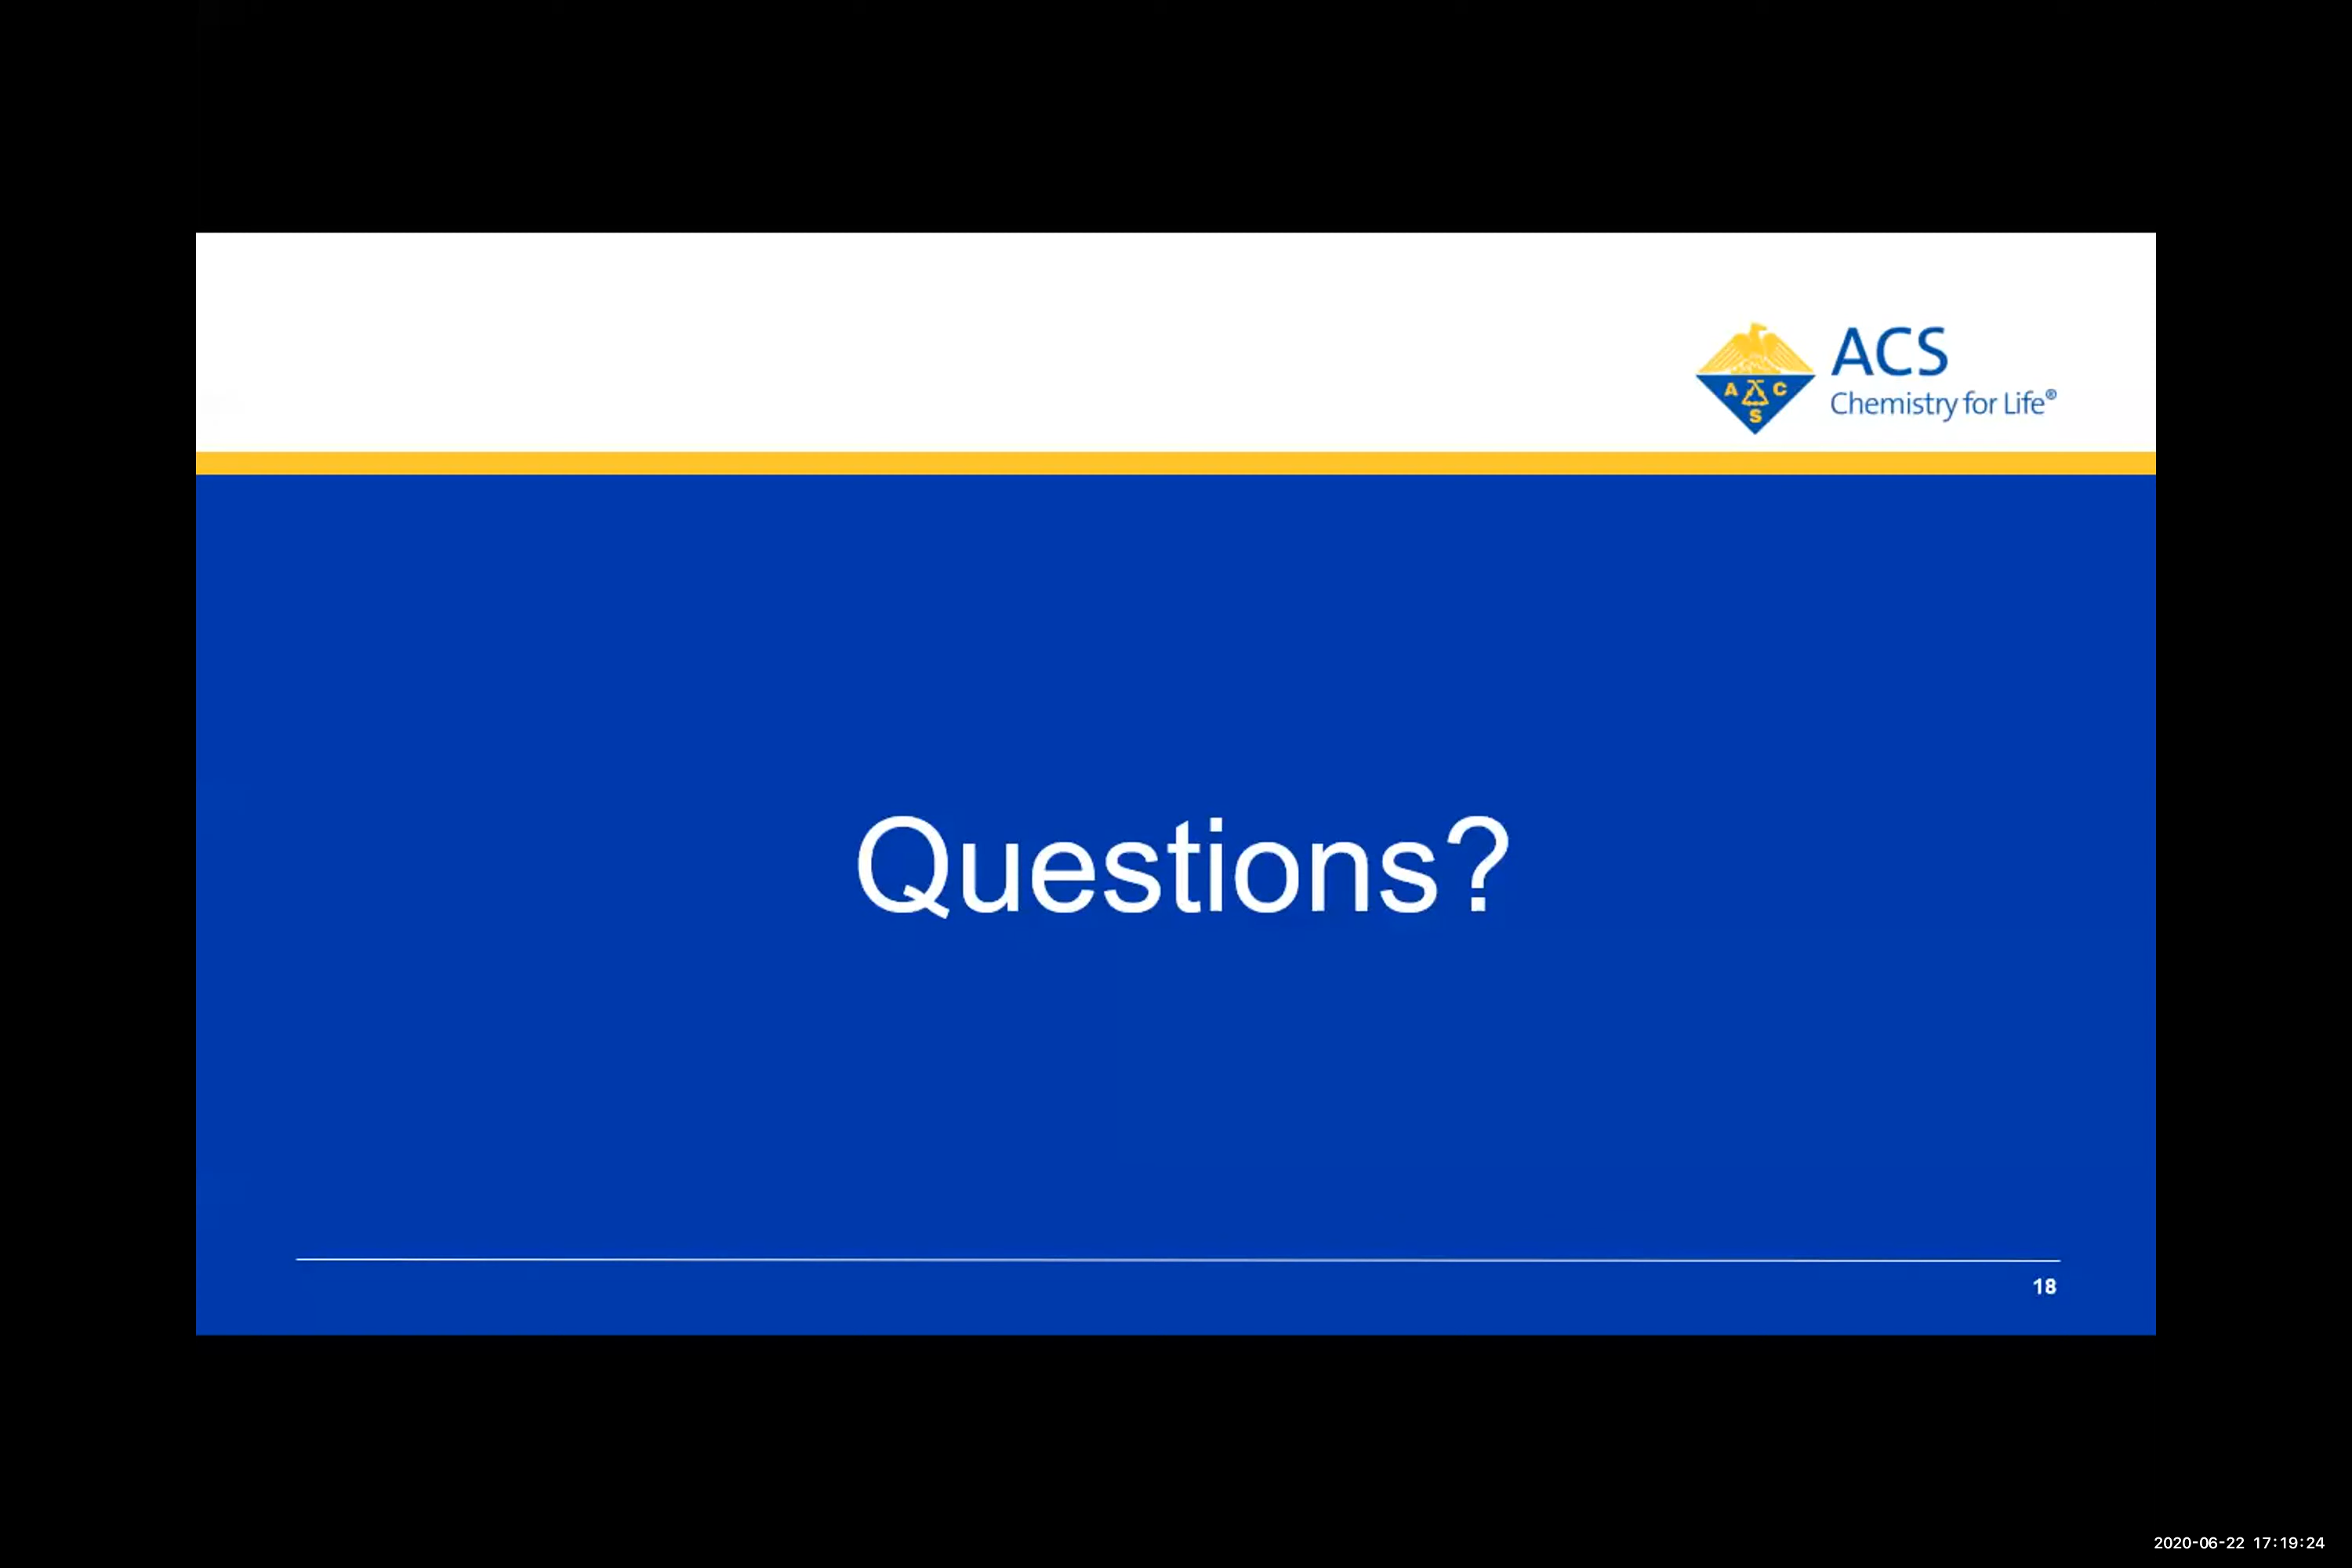 ACS
A C
S
Chemistry for Life®
Questions?
18
2020-06-22 17:19:24